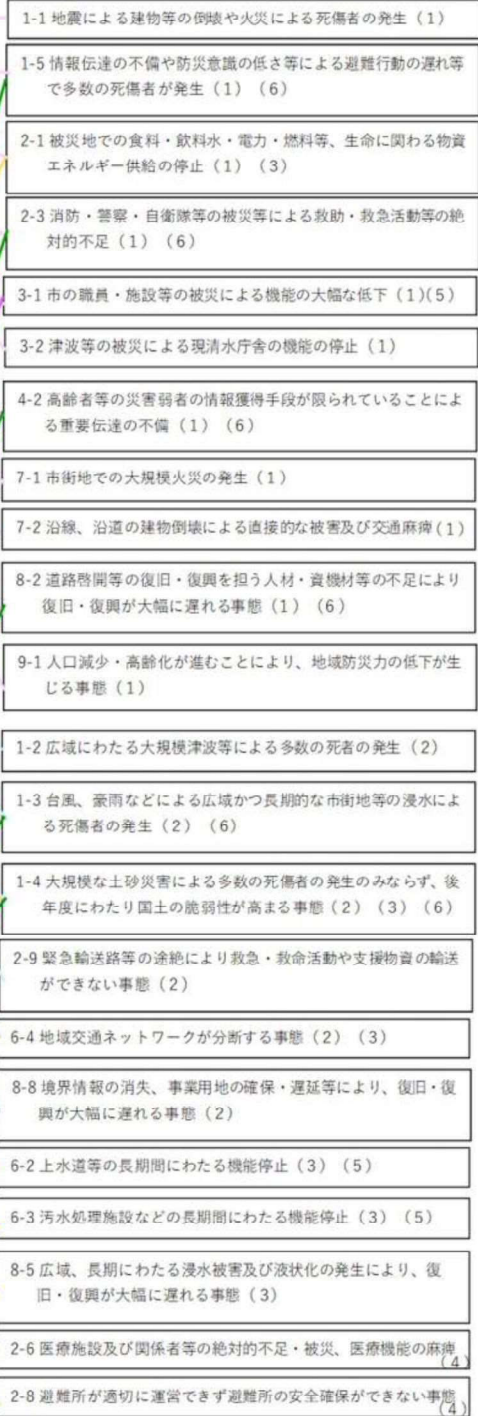 1-1 地震による建物等の倒壊や火災による死傷者の発生（1）
1-5 情報伝達の不備や防災意識の低さ等による避難行動の遅れ等
で多数の死傷者が発生（1）（6）
2-1 被災地での食料・飲料水・電力・燃料等、生命に関わる物資
エネルギー供給の停止（1）（3）
2-3 消防・警察・自衛隊等の被災等による救助・救急活動等の絶
対的不足（1）（6）
3-1 市の職員・施設等の被災による機能の大幅な低下（1）（5）
3-2 津波等の被災による現清水庁舎の機能の停止（1）
4-2 高齢者等の災害弱者の情報獲得手段が限られていることによ
る重要伝達の不備（1）（6）
7-1 市街地での大規模火災の発生（1）
7-2 沿線、沿道の建物倒壊による直接的な被害及び交通麻痺（1）
8-2 道路啓開等の復旧・復興を担う人材・資機材等の不足により
復旧・復興が大幅に遅れる事態（1）（6）
9-1 人口減少・高齢化が進むことにより、地域防災力の低下が生
じる事態（1）
1-2 広域にわたる大規模津波等による多数の死者の発生（2）
1-3 台風、豪雨などによる広域かつ長期的な市街地等の浸水によ
る死傷者の発生（2）（6）
1-4 大規模な土砂災害による多数の死傷者の発生のみならず、後
年度にわたり国土の脆弱性が高まる事態（2）（3）（6）
2-9 緊急輸送路等の途絶により救急・救命活動や支援物資の輸送
ができない事態（2）
6-4 地域交通ネットワークが分断する事態（2）（3）
8-8 境界情報の消失、事業用地の確保・遅延等により、復旧・復
興が大幅に遅れる事態（2）
6-2 上水道等の長期間にわたる機能停止（3）（5）
6-3 汚水処理施設などの長期間にわたる機能停止（3）（5）
8-5 広域、長期にわたる浸水被害及び液状化の発生により、復
旧・復興が大幅に遅れる事態（3）
2-6 医療施設及び関係者等の絶対的不足・被災、医療機能の麻痺
（4）
2-8 避難所が適切に運営できず避難所の安全確保ができない事態
（4）